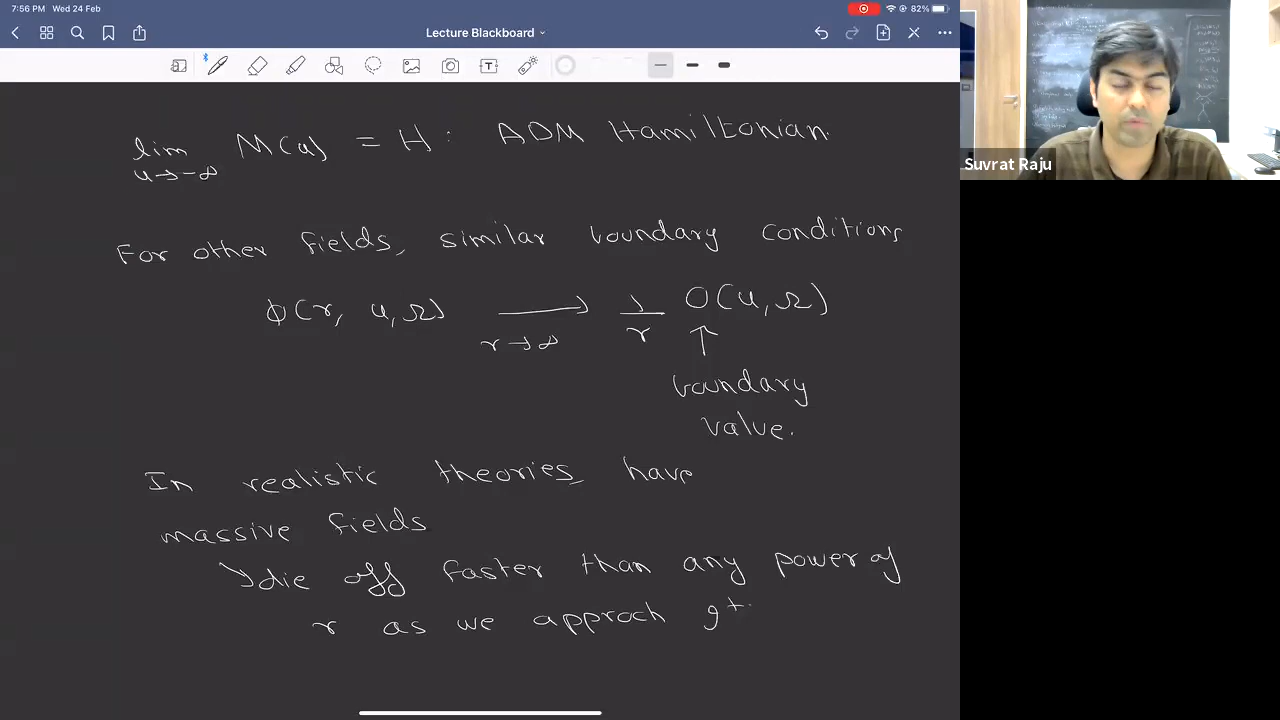 7:56 PM Wed 24 Feb
82%
Lecture Blackboard
Suvrat Raju
lim M(u) = H : ADM Hamiltonian.
u→-∞
For other fields, similar boundary conditions
φ(r, u, Ω) ⟶ 1/r O(u, Ω)
r→∞
↑
boundary
value.
In realistic theories, have
massive fields
↳ die off faster than any power of
r as we approch I+.